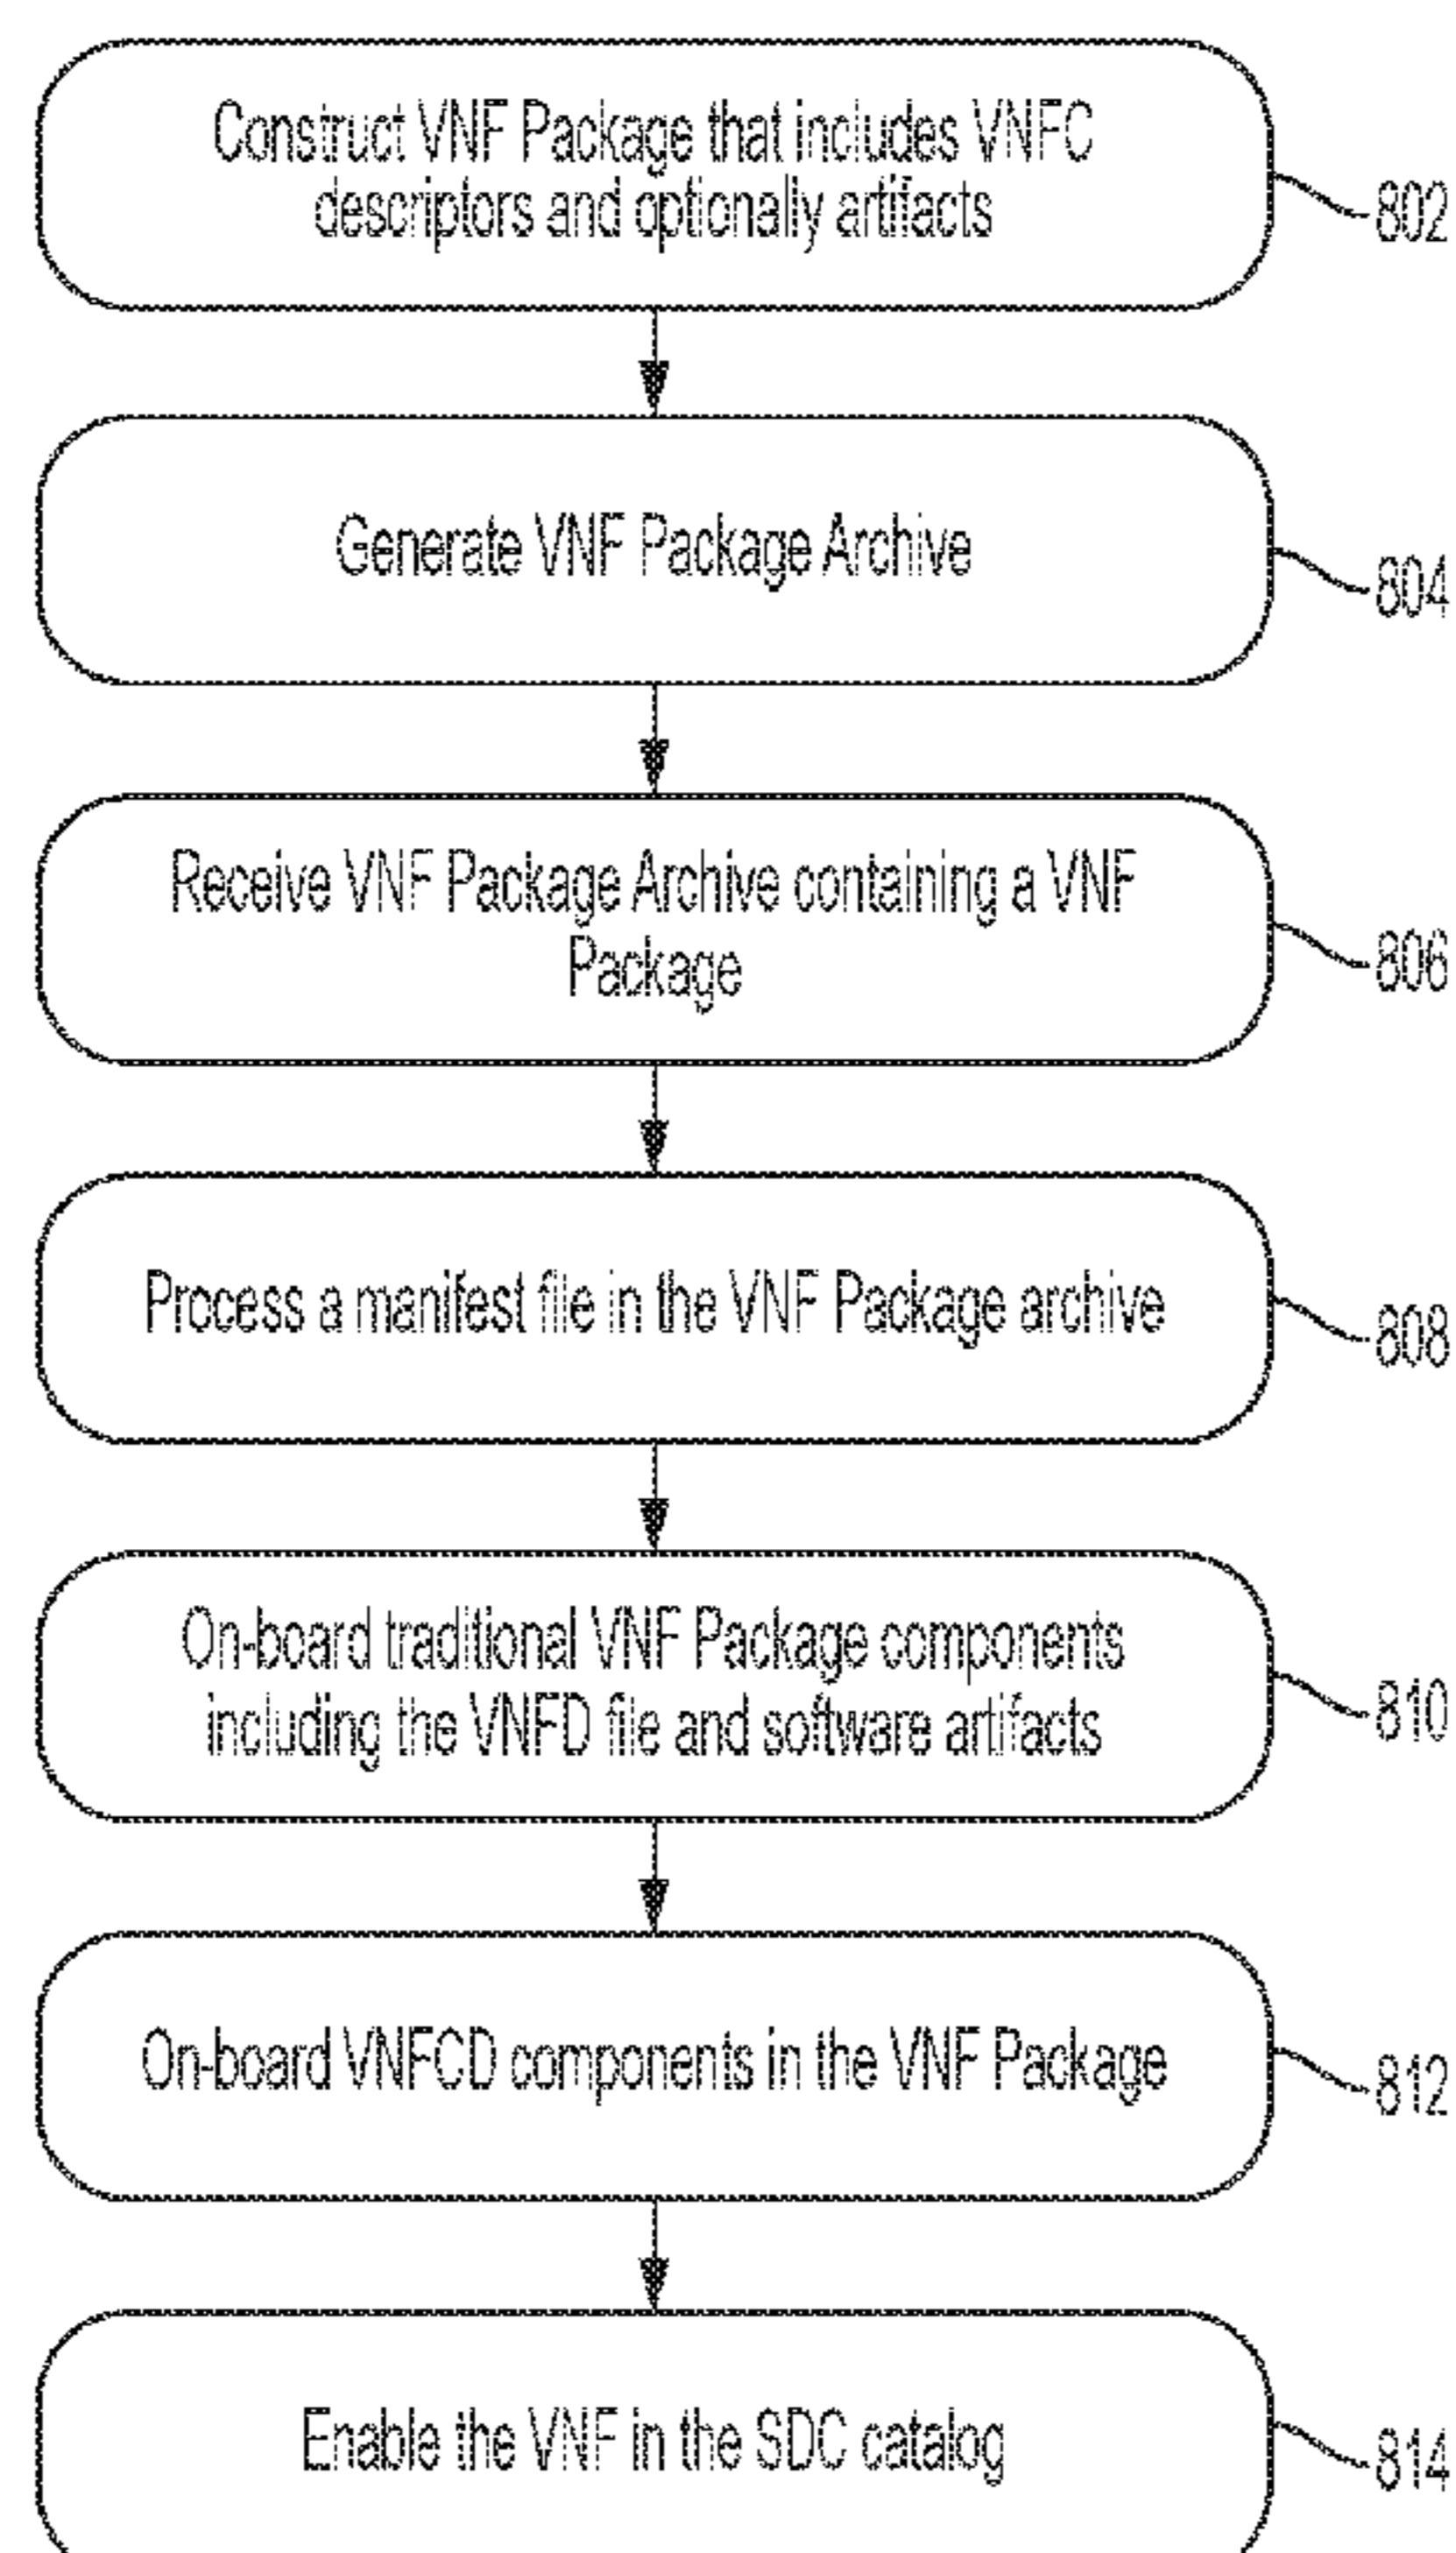 Construct VNF Package that includes VNFC
descriptors and optionally artifacts
802
Generate VNF Package Archive
804
Receive VNF Package Archive containing a VNF
Package
806
Process a manifest file in the VNF Package archive
808
On-board traditional VNF Package components
including the VNFD file and software artifacts
810
On-board VNFCD components in the VNF Package
812
Enable the VNF in the SDC catalog
814